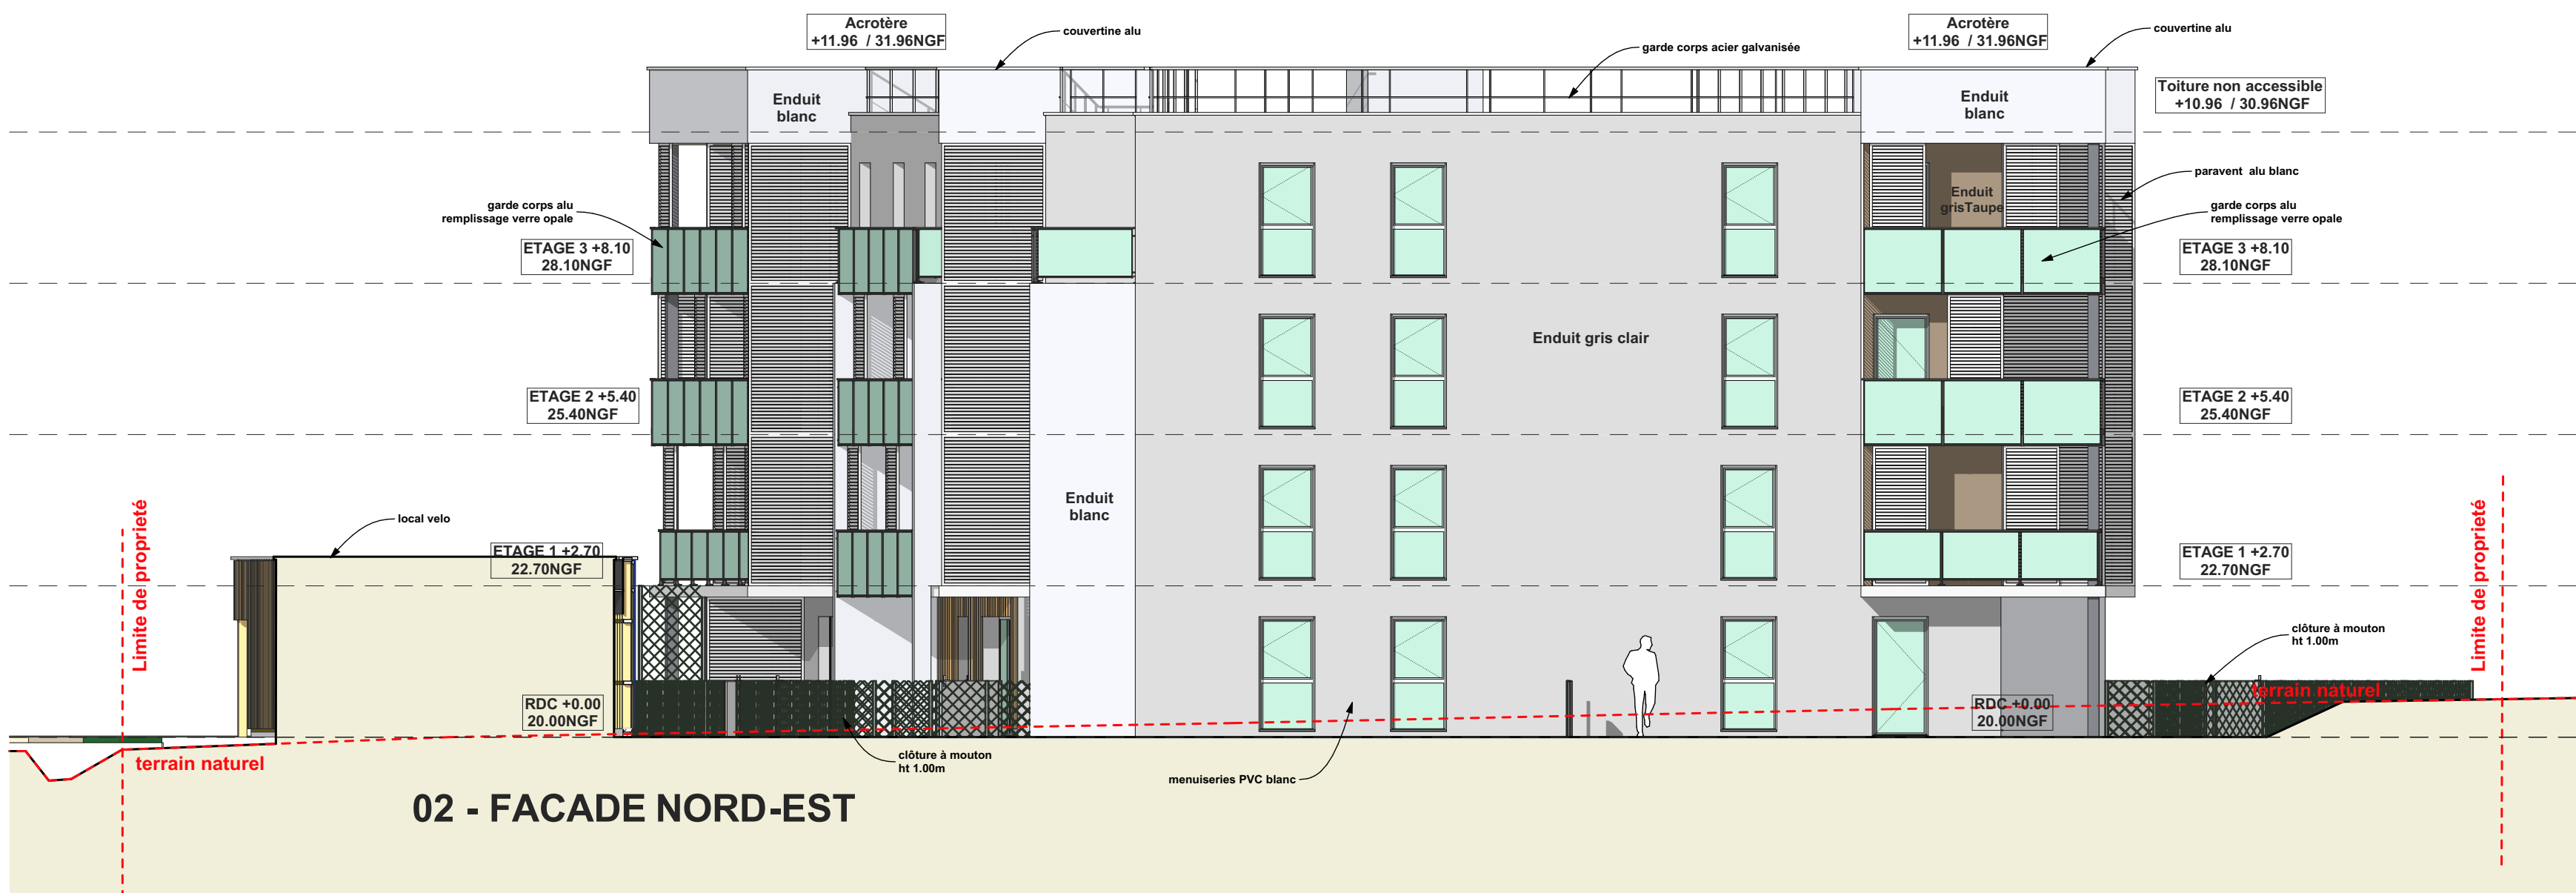 Acrotère
+11.96 / 31.96NGF
couvertine alu
garde corps acier galvanisée
Acrotère
+11.96 / 31.96NGF
couvertine alu
Toiture non accessible
+10.96 / 30.96NGF
Enduit
blanc
Enduit
blanc
paravent alu blanc
garde corps alu
remplissage verre opale
Enduit
grisTaupe
garde corps alu
remplissage verre opale
ETAGE 3 +8.10
28.10NGF
ETAGE 3 +8.10
28.10NGF
Enduit gris clair
ETAGE 2 +5.40
25.40NGF
ETAGE 2 +5.40
25.40NGF
Enduit
blanc
Limite de proprieté
Limite de proprieté
local velo
ETAGE 1 +2.70
22.70NGF
ETAGE 1 +2.70
22.70NGF
clôture à mouton
ht 1.00m
terrain naturel
RDC +0.00
20.00NGF
RDC +0.00
20.00NGF
terrain naturel
clôture à mouton
ht 1.00m
menuiseries PVC blanc
02 - FACADE NORD-EST